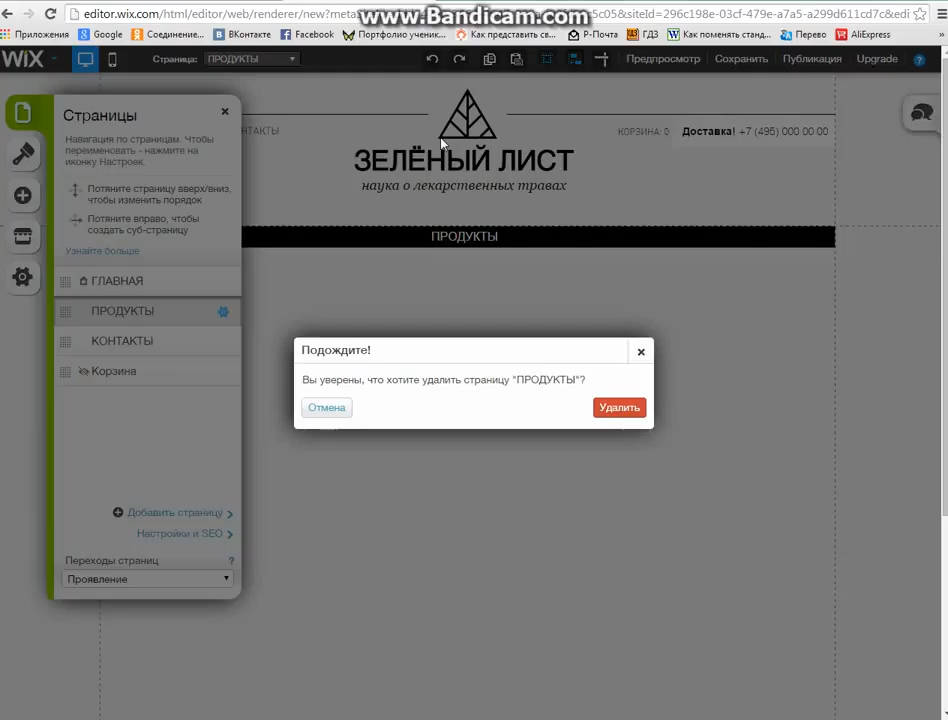 www.Bandicam.com
editor.wix.com/html/editor/web/renderer/new?metas
5c05&siteId=296c198e-03cf-479e-a7a5-a299d611cd7c&edi
Приложения Google Соединение... ВКонтакте Facebook Портфолио ученик... Как представить св... Р-Почта ГДЗ Как поменять станд... Перево AliExpress »
WiX Страница: ПРОДУКТЫ Предпросмотр Сохранить Публикация Upgrade ?
Страницы
Навигация по страницам. Чтобы
переименовать - нажмите на
иконку Настроек.
Потяните страницу вверх/вниз,
чтобы изменить порядок
Потяните вправо, чтобы
создать суб-страницу
Узнайте больше
ГЛАВНАЯ
ПРОДУКТЫ
КОНТАКТЫ
Корзина
Добавить страницу
Настройки и SEO
Переходы страниц ?
Проявление
НТАКТЫ
КОРЗИНА: 0 Доставка! +7 (495) 000 00 00
ЗЕЛЁНЫЙ ЛИСТ
наука о лекарственных травах
ПРОДУКТЫ
Подождите!
Вы уверены, что хотите удалить страницу "ПРОДУКТЫ"?
Отмена Удалить